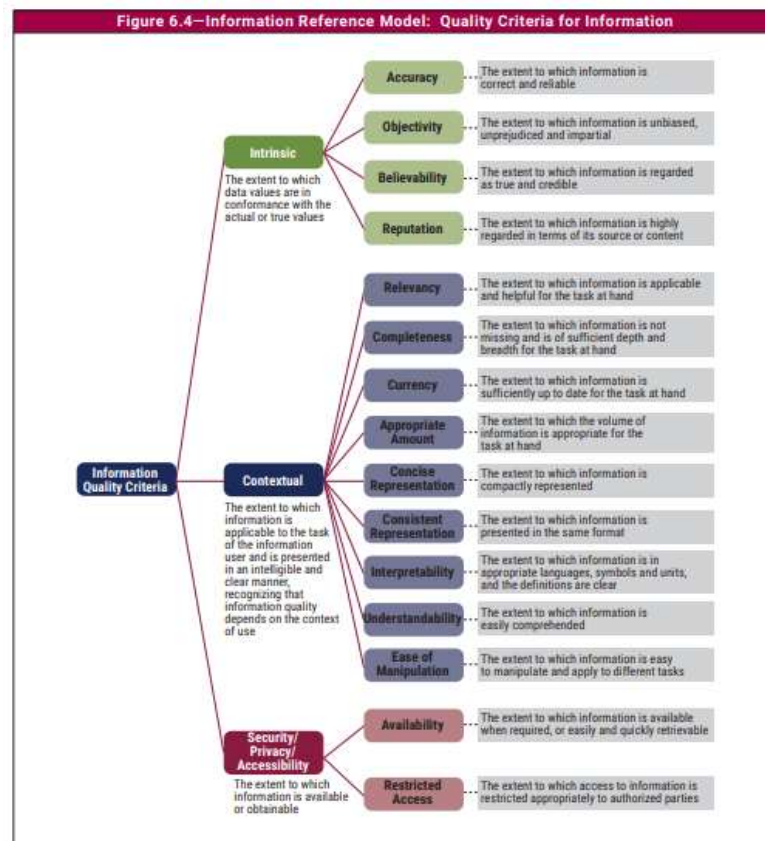 Figure 6.4—Information Reference Model: Quality Criteria for Information
Information
Quality Criteria
Intrinsic
The extent to which
data values are in
conformance with the
actual or true values
Accuracy
The extent to which information is
correct and reliable
Objectivity
The extent to which information is unbiased,
unprejudiced and impartial
Believability
The extent to which information is regarded
as true and credible
Reputation
The extent to which information is highly
regarded in terms of its source or content
Contextual
The extent to which
information is
applicable to the task
of the information
user and is presented
in an intelligible and
clear manner,
recognizing that
information quality
depends on the context
of use
Relevancy
The extent to which information is applicable
and helpful for the task at hand
Completeness
The extent to which information is not
missing and is of sufficient depth and
breadth for the task at hand
Currency
The extent to which information is
sufficiently up to date for the task at hand
Appropriate
Amount
The extent to which the volume of
information is appropriate for the
task at hand
Concise
Representation
The extent to which information is
compactly represented
Consistent
Representation
The extent to which information is
presented in the same format
Interpretability
The extent to which information is in
appropriate languages, symbols and units,
and the definitions are clear
Understandability
The extent to which information is
easily comprehended
Ease of
Manipulation
The extent to which information is easy
to manipulate and apply to different tasks
Security/
Privacy/
Accessibility
The extent to which
information is available
or obtainable
Availability
The extent to which information is available
when required, or easily and quickly retrievable
Restricted
Access
The extent to which access to information is
restricted appropriately to authorized parties